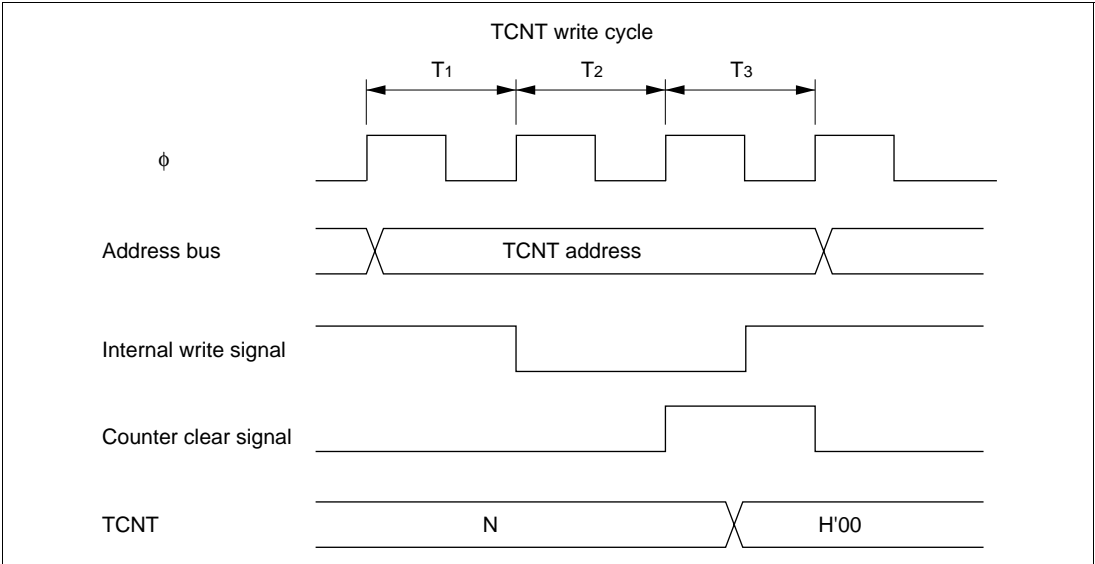 TCNT write cycle
T1 T2 T3
φ
Address bus TCNT address
Internal write signal
Counter clear signal
TCNT N H'00